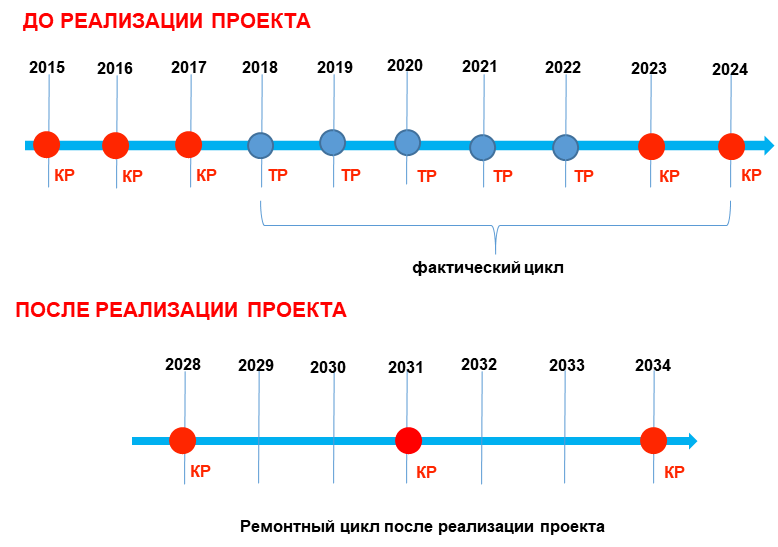 ДО РЕАЛИЗАЦИИ ПРОЕКТА
2015 2016 2017 2018 2019 2020 2021 2022 2023 2024
КР КР КР ТР ТР ТР ТР ТР КР КР
фактический цикл
ПОСЛЕ РЕАЛИЗАЦИИ ПРОЕКТА
2028 2029 2030 2031 2032 2033 2034
КР КР КР
Ремонтный цикл после реализации проекта